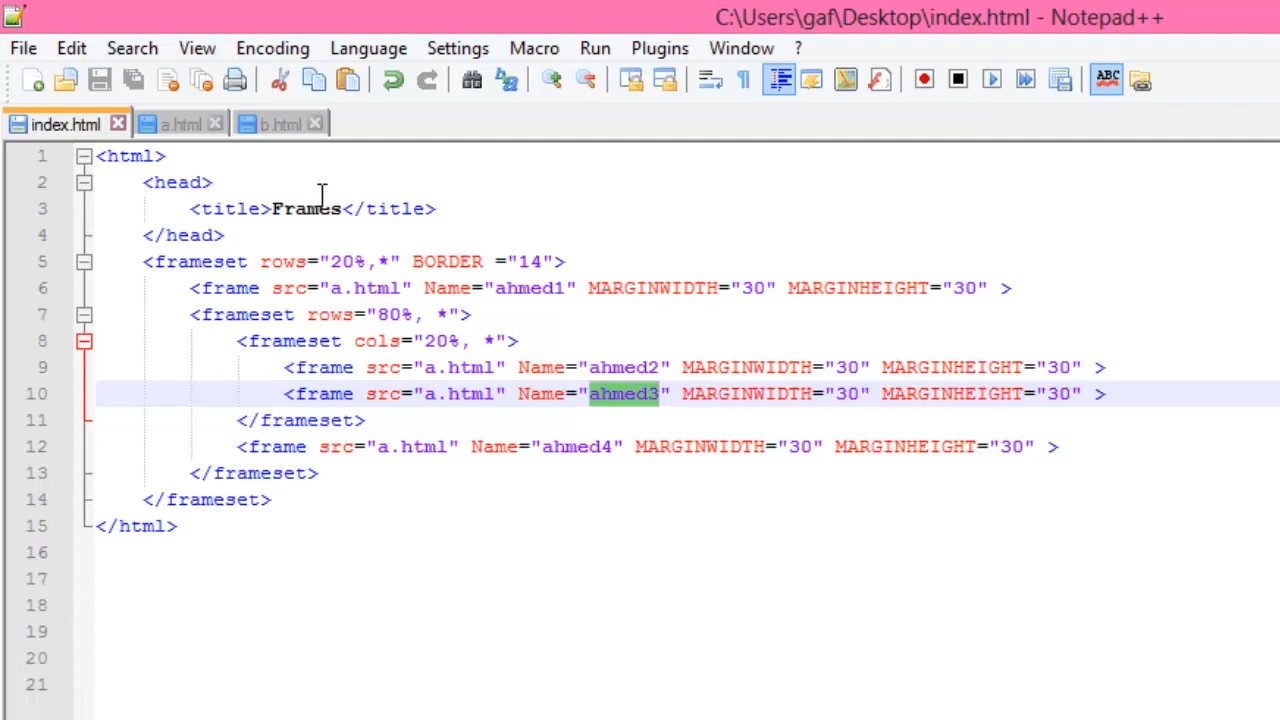 C:\Users\gaf\Desktop\index.html - Notepad++
File Edit Search View Encoding Language Settings Macro Run Plugins Window ?
ABC
index.html a.html b.html
1 <html>
2 <head>
3 <title>Frames</title>
4 </head>
5 <frameset rows="20%,*" BORDER ="14">
6 <frame src="a.html" Name="ahmed1" MARGINWIDTH="30" MARGINHEIGHT="30" >
7 <frameset rows="80%, *">
8 <frameset cols="20%, *">
9 <frame src="a.html" Name="ahmed2" MARGINWIDTH="30" MARGINHEIGHT="30" >
10 <frame src="a.html" Name="ahmed3" MARGINWIDTH="30" MARGINHEIGHT="30" >
11 </frameset>
12 <frame src="a.html" Name="ahmed4" MARGINWIDTH="30" MARGINHEIGHT="30" >
13 </frameset>
14 </frameset>
15 </html>
16
17
18
19
20
21